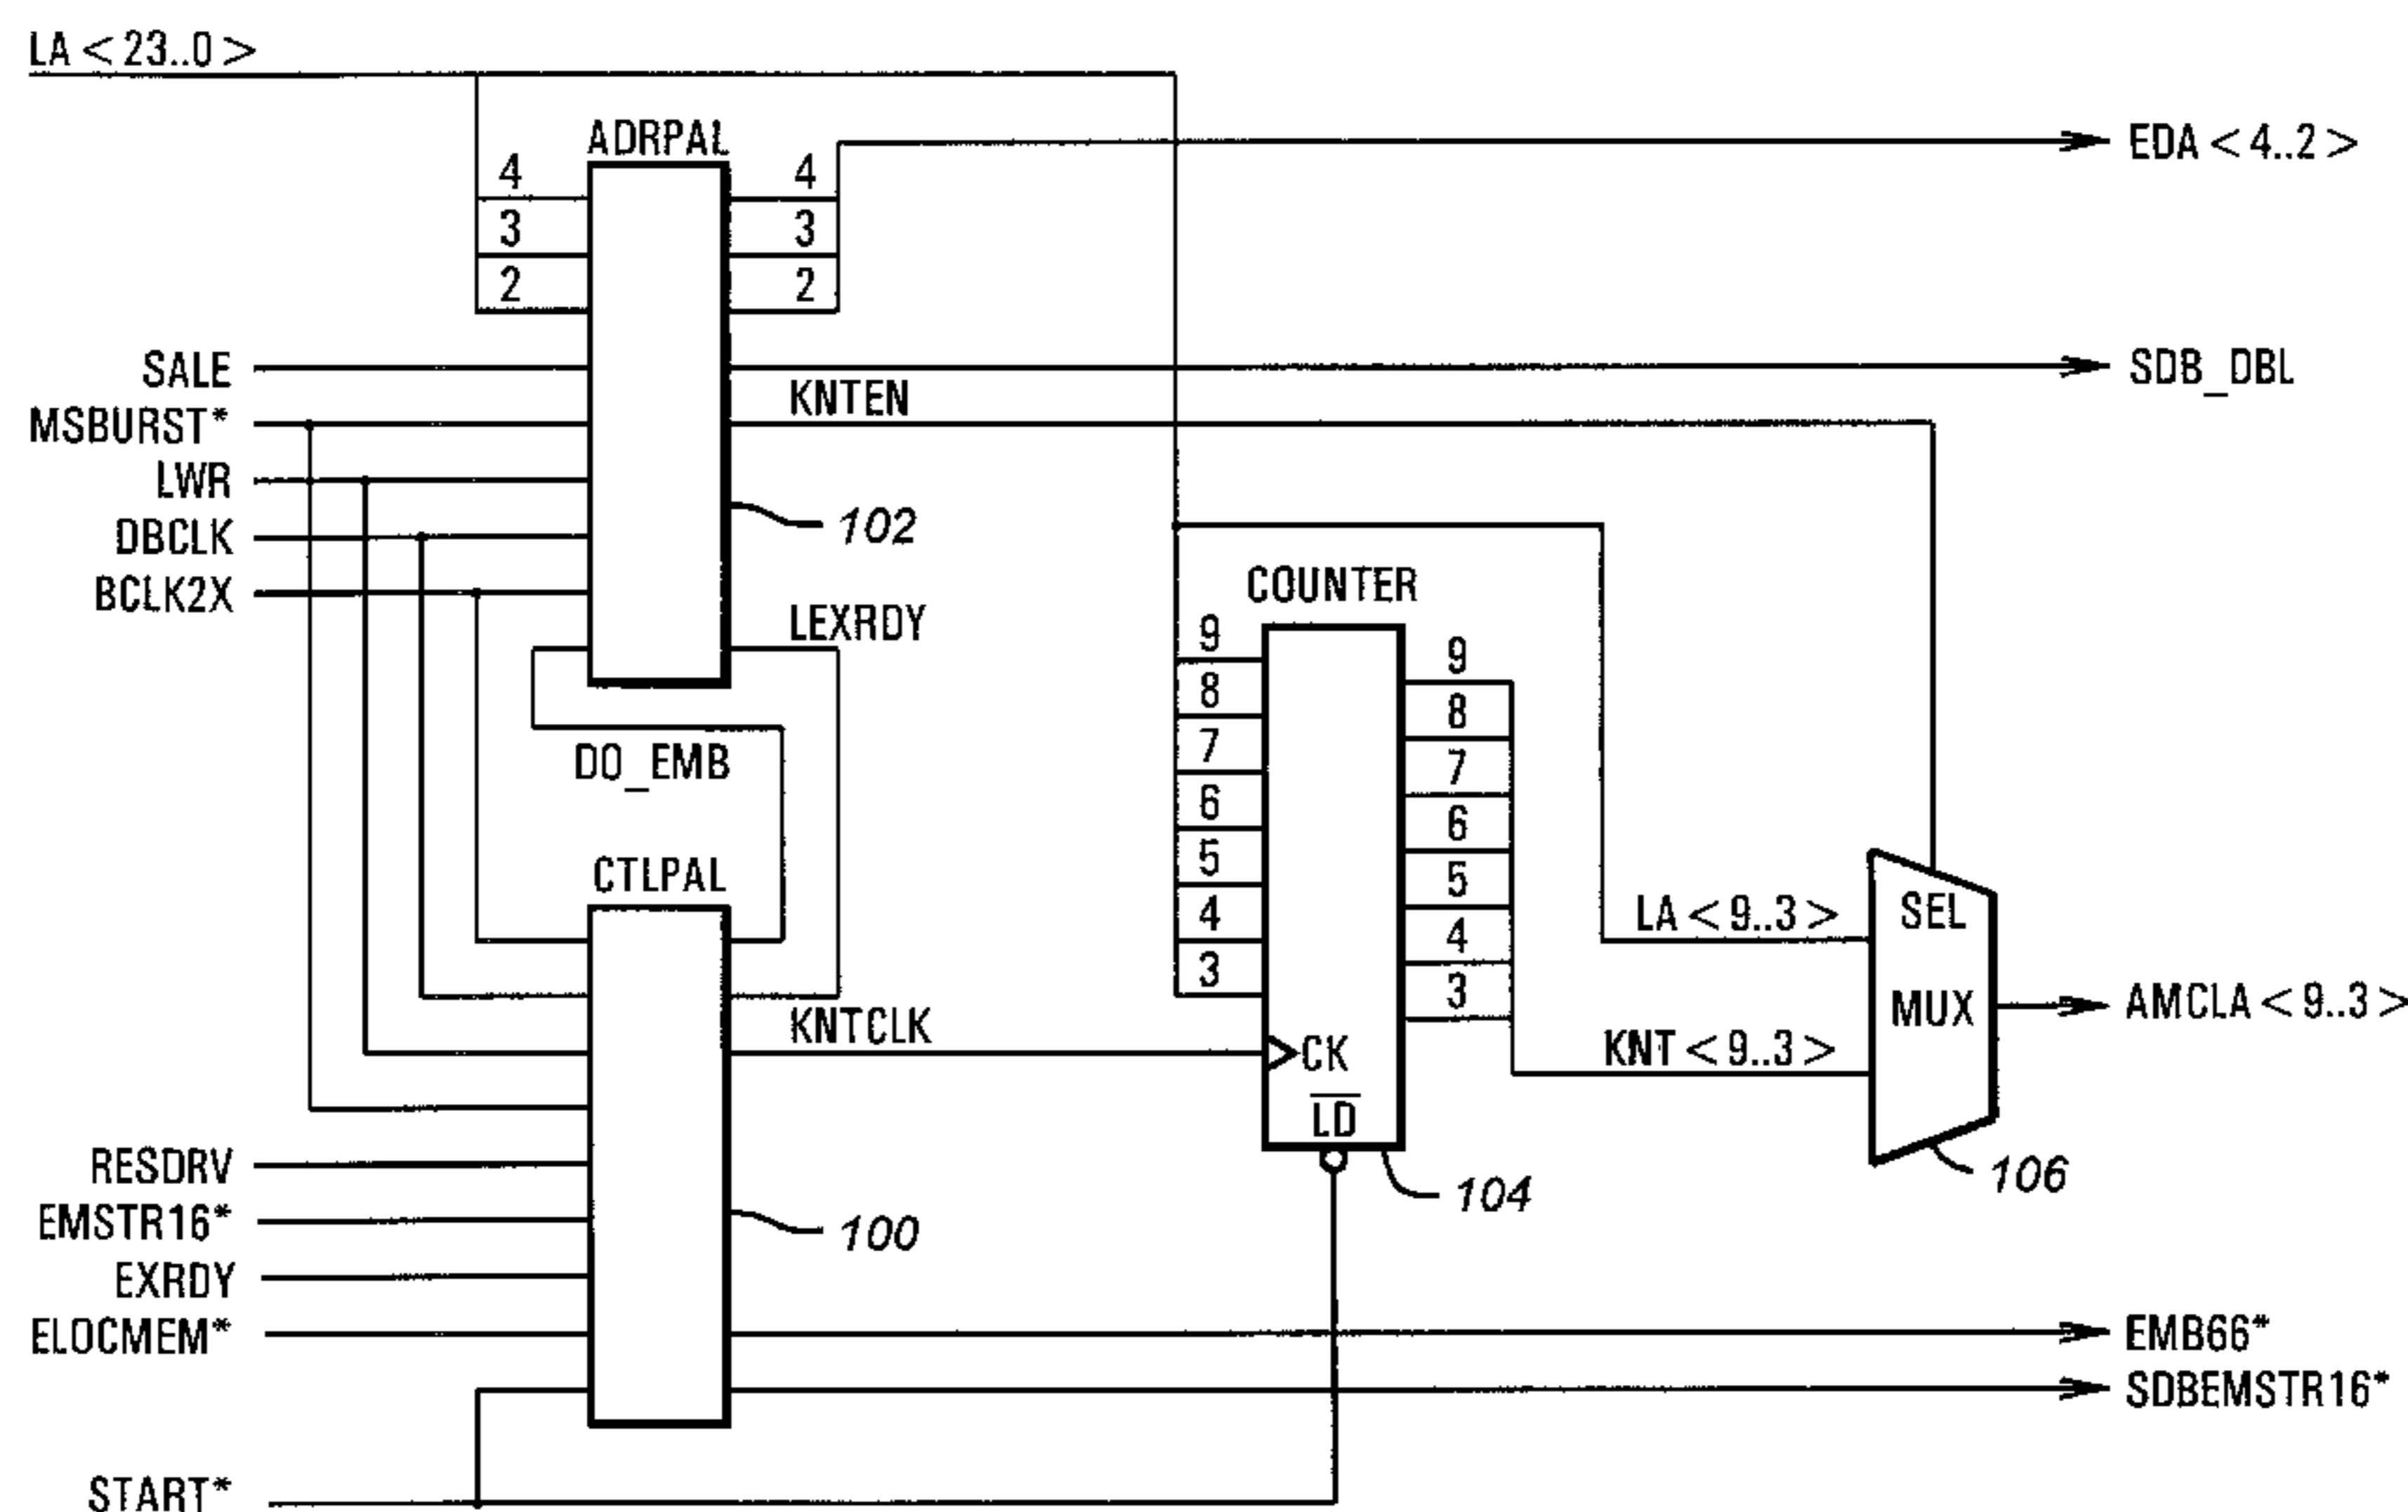 LA <23..0>
ADRPAL
4
3
2
4
3
2
EDA <4..2>
SALE
MSBURST*
LWR
DBCLK
BCLK2X
SDB_DBL
KNTEN
102
LEXRDY
DO_EMB
COUNTER
9
8
7
6
5
4
3
9
8
7
6
5
4
3
CK
LD
104
LA <9..3>
KNT <9..3>
SEL
MUX
106
AMCLA <9..3>
CTLPAL
KNTCLK
RESDRV
EMSTR16*
EXRDY
ELOCMEM*
100
EMB66*
SDBEMSTR16*
START*